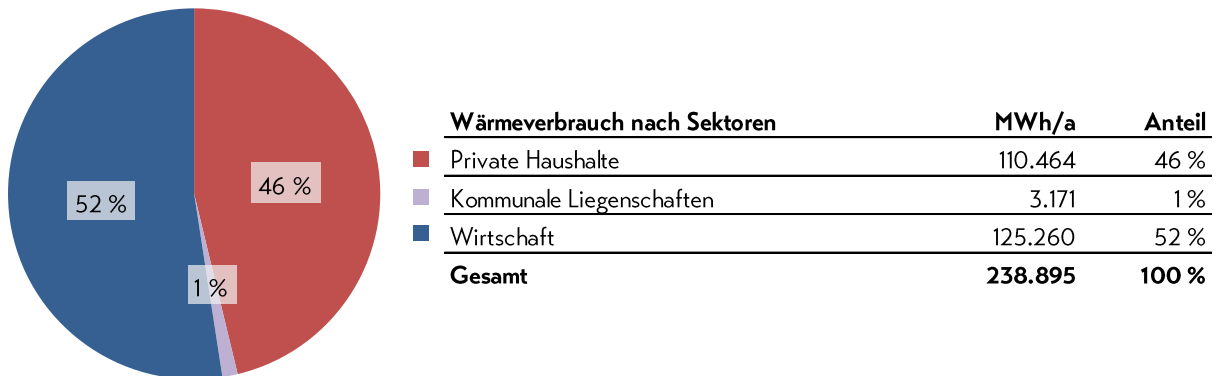 52 %
46 %
1 %
Wärmeverbrauch nach Sektoren MWh/a Anteil
Private Haushalte 110.464 46 %
Kommunale Liegenschaften 3.171 1 %
Wirtschaft 125.260 52 %
Gesamt 238.895 100 %